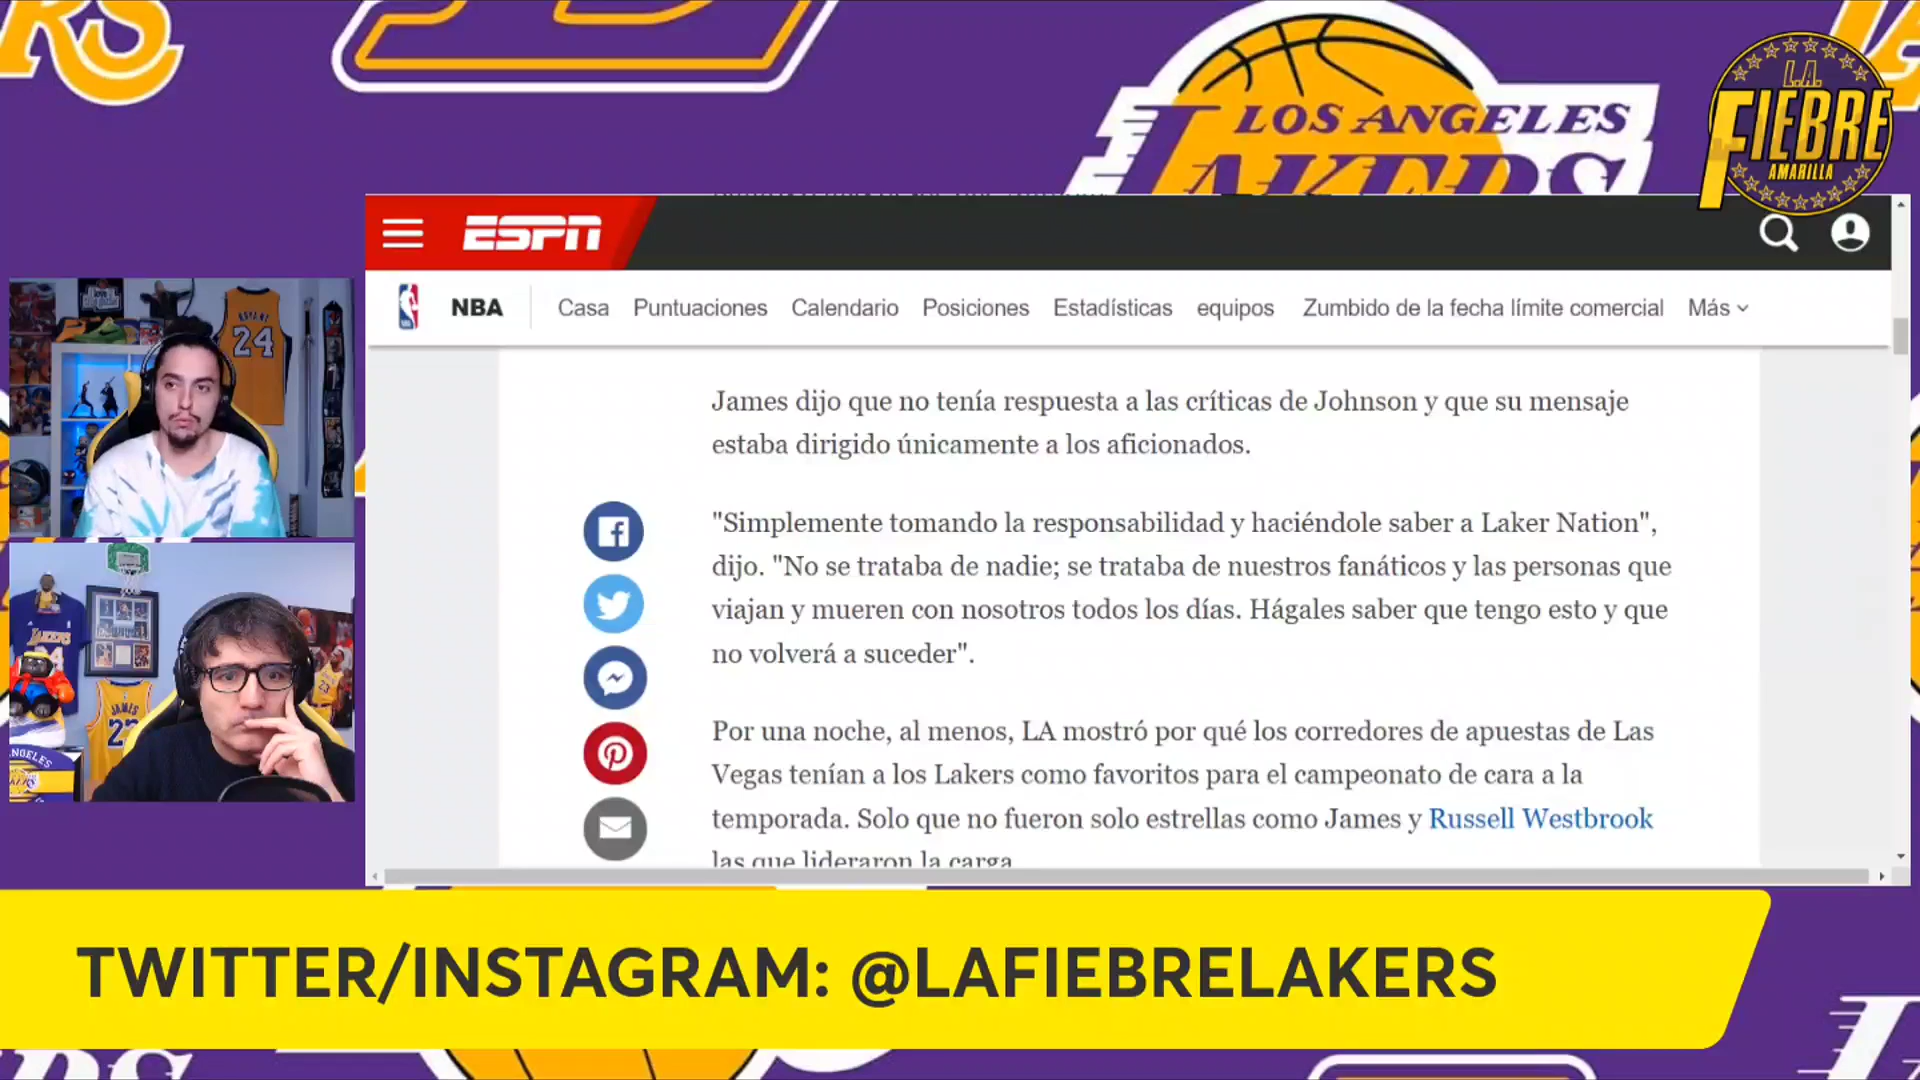 RS
LOS ANGELES
LAKERS
L.A.
FIEBRE
AMARILLA
ESPN
NBA Casa Puntuaciones Calendario Posiciones Estadísticas equipos Zumbido de la fecha límite comercial Más
BRYANT
24
James dijo que no tenía respuesta a las críticas de Johnson y que su mensaje
estaba dirigido únicamente a los aficionados.
"Simplemente tomando la responsabilidad y haciéndole saber a Laker Nation",
dijo. "No se trataba de nadie; se trataba de nuestros fanáticos y las personas que
viajan y mueren con nosotros todos los días. Hágales saber que tengo esto y que
no volverá a suceder".
Por una noche, al menos, LA mostró por qué los corredores de apuestas de Las
Vegas tenían a los Lakers como favoritos para el campeonato de cara a la
temporada. Solo que no fueron solo estrellas como James y Russell Westbrook
las que lideraron la carga
LAKERS
JAMES
23
TWITTER/INSTAGRAM: @LAFIEBRELAKERS